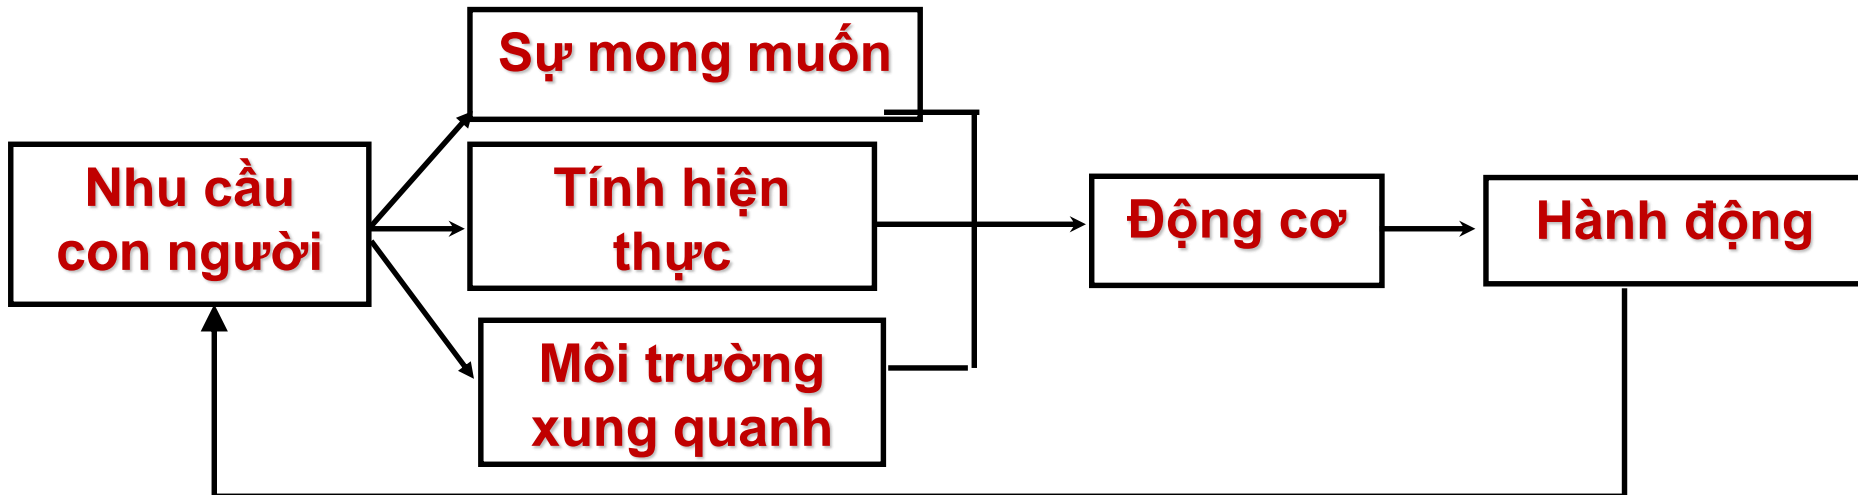 Sự mong muốn
Nhu cầu
con người
Tính hiện
thực
Môi trường
xung quanh
Động cơ
Hành động